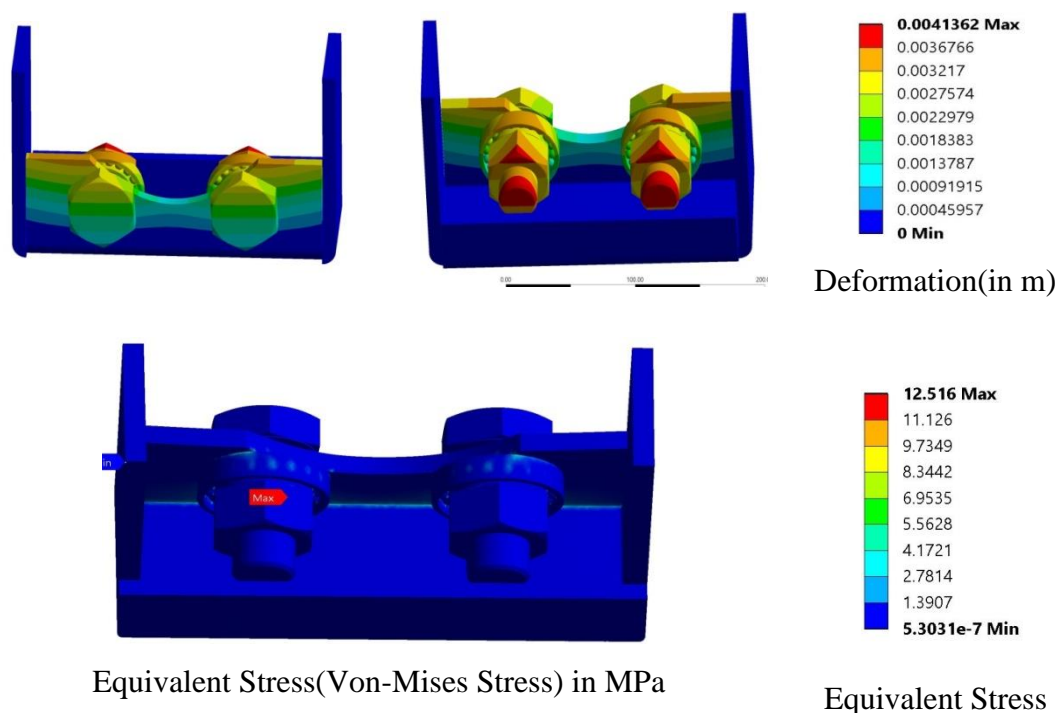 0.0041362 Max
0.0036766
0.003217
0.0027574
0.0022979
0.0018383
0.0013787
0.00091915
0.00045957
0 Min
Deformation(in m)
0.00
100.00
200.0
12.516 Max
11.126
9.7349
8.3442
6.9535
5.5628
4.1721
2.7814
1.3907
5.3031e-7 Min
in
Max
Equivalent Stress(Von-Mises Stress) in MPa
Equivalent Stress